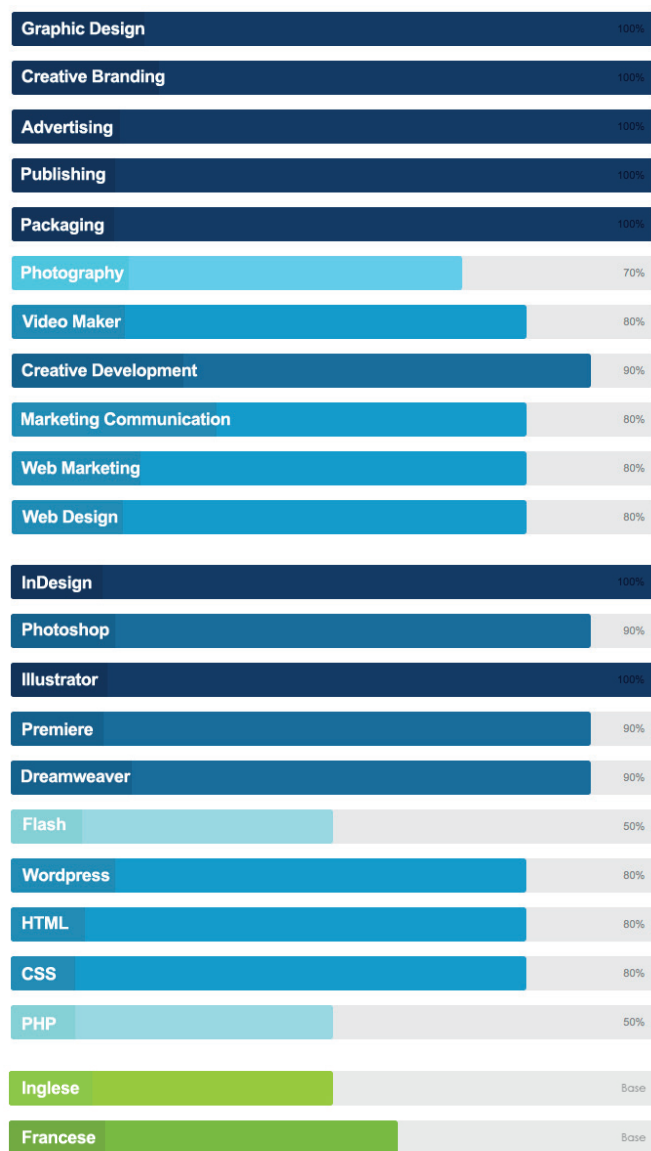 Graphic Design 100%
Creative Branding 100%
Advertising 100%
Publishing 100%
Packaging 100%
Photography 70%
Video Maker 80%
Creative Development 90%
Marketing Communication 80%
Web Marketing 80%
Web Design 80%
InDesign 100%
Photoshop 90%
Illustrator 100%
Premiere 90%
Dreamweaver 90%
Flash 50%
Wordpress 80%
HTML 80%
CSS 80%
PHP 50%
Inglese Base
Francese Base